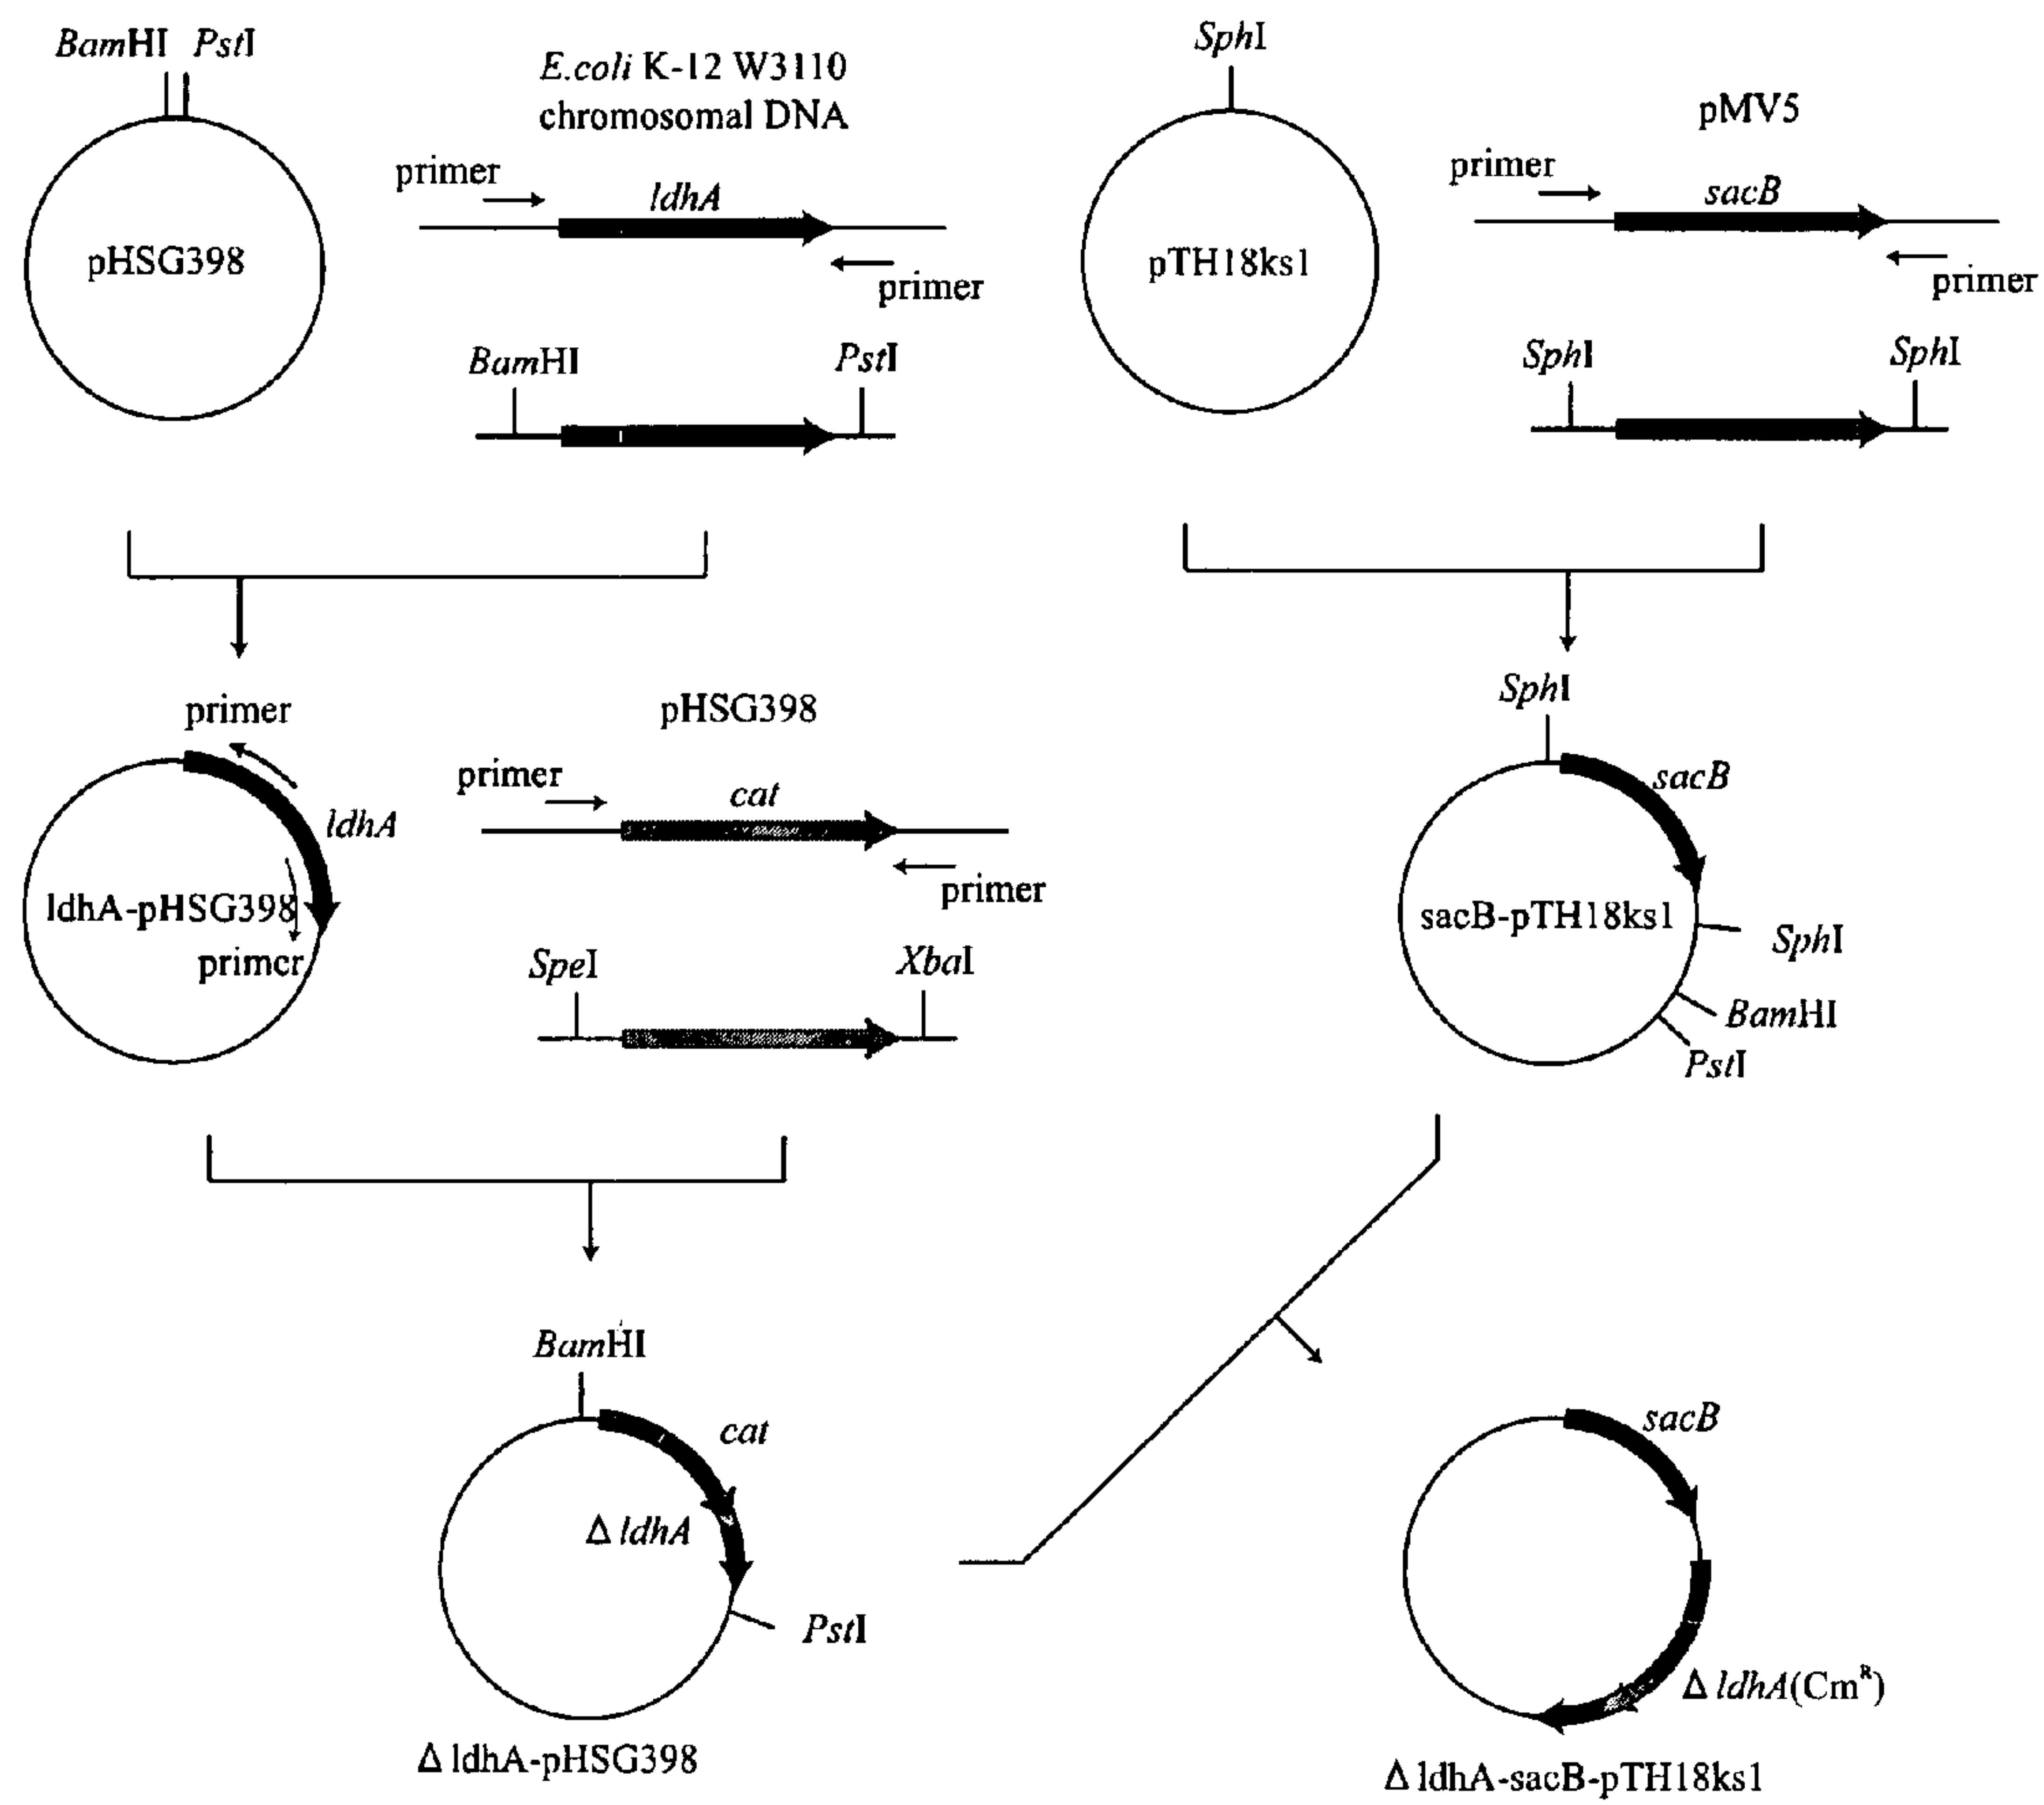 BamHI PstI
E.coli K-12 W3110
chromosomal DNA
primer
ldhA
pHSG398
primer
BamHI
PstI
SphI
pMV5
primer
sacB
pTH18ks1
primer
SphI
SphI
primer
pHSG398
primer
cat
ldhA
ldhA-pHSG398
primer
primer
SpeI
XbaI
SphI
sacB
sacB-pTH18ks1
SphI
BamHI
PstI
BamHI
cat
Δ ldhA
PstI
Δ ldhA-pHSG398
sacB
Δ ldhA(Cmᴿ)
Δ ldhA-sacB-pTH18ks1